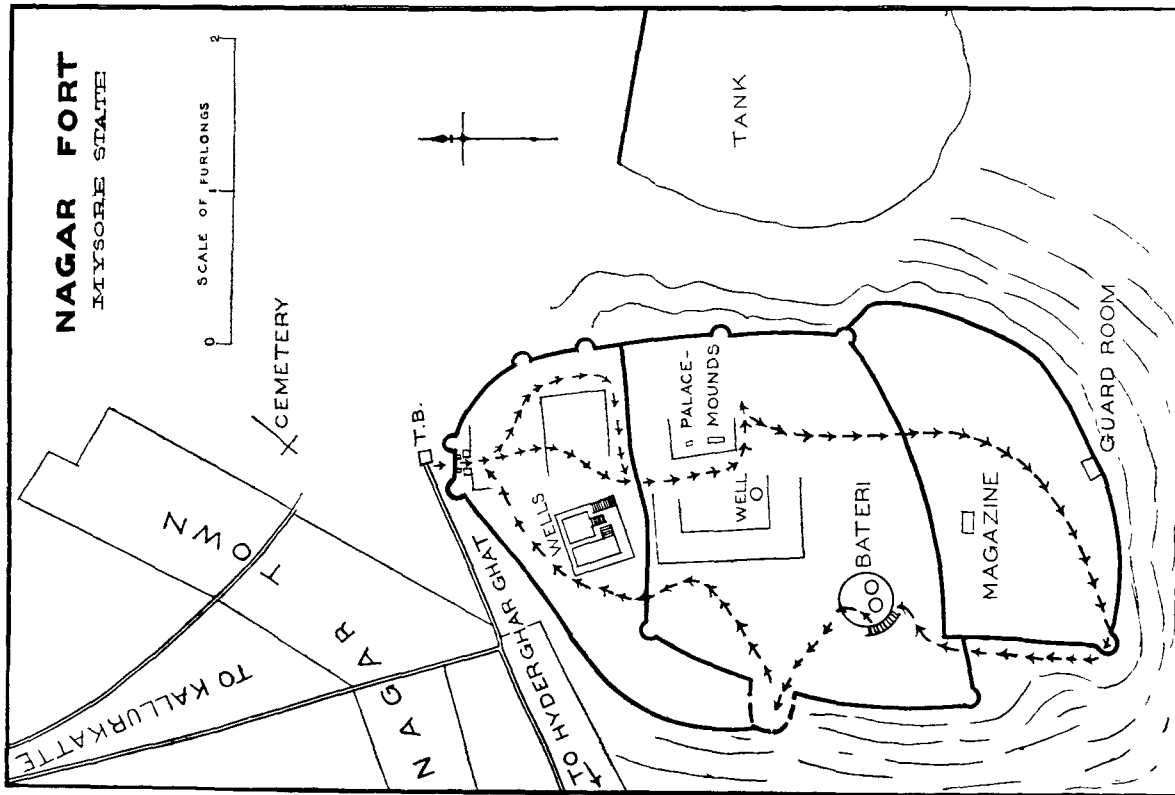 NAGAR FORT
MYSORE STATE
SCALE OF FURLONGS
0 1 2
CEMETERY
T.B.
TANK
NAGAR TOWN
TO KALLURKATTE
TO HYDERGHAR GHAT
WELLS
PALACE-
MOUNDS
WELL
BATERI
MAGAZINE
GUARD ROOM